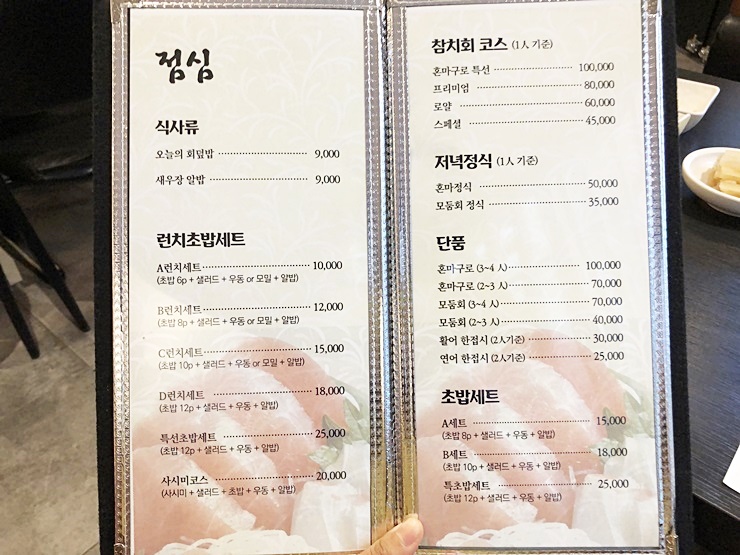 점심
식사류
오늘의 회덮밥 9,000
새우장 알밥 9,000
런치초밥세트
A런치세트 10,000
(초밥 6p + 샐러드 + 우동 or 모밀 + 알밥)
B런치세트 12,000
(초밥 8p + 샐러드 + 우동 or 모밀 + 알밥)
C런치세트 15,000
(초밥 10p + 샐러드 + 우동 or 모밀 + 알밥)
D런치세트 18,000
(초밥 12p + 샐러드 + 우동 + 알밥)
특선초밥세트 25,000
(초밥 12p + 샐러드 + 우동 + 알밥)
사시미코스 20,000
(사시미 + 샐러드 + 초밥 + 우동 + 알밥)
참치회 코스 (1人 기준)
혼마구로 특선 100,000
프리미엄 80,000
로얄 60,000
스페셜 45,000
저녁정식 (1人 기준)
혼마정식 50,000
모둠회 정식 35,000
단품
혼마구로 (3~4 人) 100,000
혼마구로 (2~3 人) 70,000
모둠회 (3~4 人) 70,000
모둠회 (2~3 人) 40,000
활어 한접시 (2人기준) 30,000
연어 한접시 (2人기준) 25,000
초밥세트
A세트 15,000
(초밥 8p + 샐러드 + 우동 + 알밥)
B세트 18,000
(초밥 10p + 샐러드 + 우동 + 알밥)
특초밥세트 25,000
(초밥 12p + 샐러드 + 우동 + 알밥)